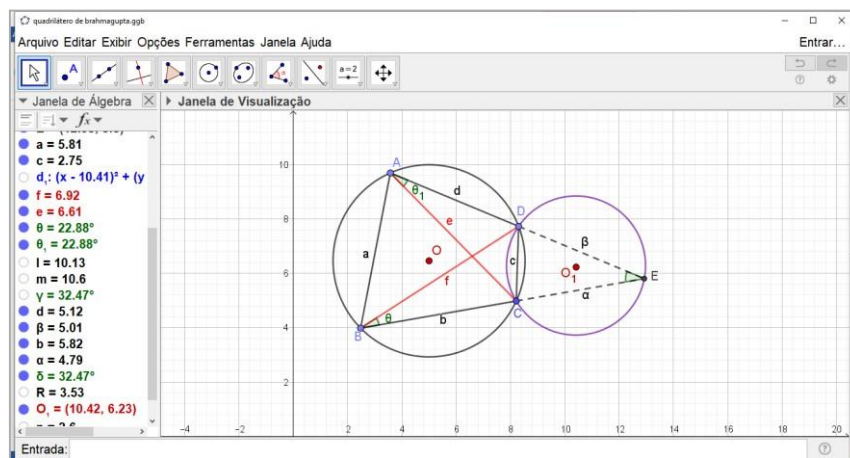 quadrilátero de brahmagupta.ggb
Arquivo Editar Exibir Opções Ferramentas Janela Ajuda
Entrar...
A
a=2
Janela de Álgebra
Janela de Visualização
fx
a = 5.81
c = 2.75
d₁: (x - 10.41)² + (y
f = 6.92
e = 6.61
θ = 22.88°
θ₁ = 22.88°
l = 10.13
m = 10.6
γ = 32.47°
d = 5.12
β = 5.01
b = 5.82
α = 4.79
δ = 32.47°
R = 3.53
O₁ = (10.42, 6.23)
10
8
6
4
2
-4
-2
2
4
6
8
10
12
14
16
18
20
A
θ₁
d
e
D
β
a
O
c
O₁
E
f
α
θ
b
C
B
Entrada: